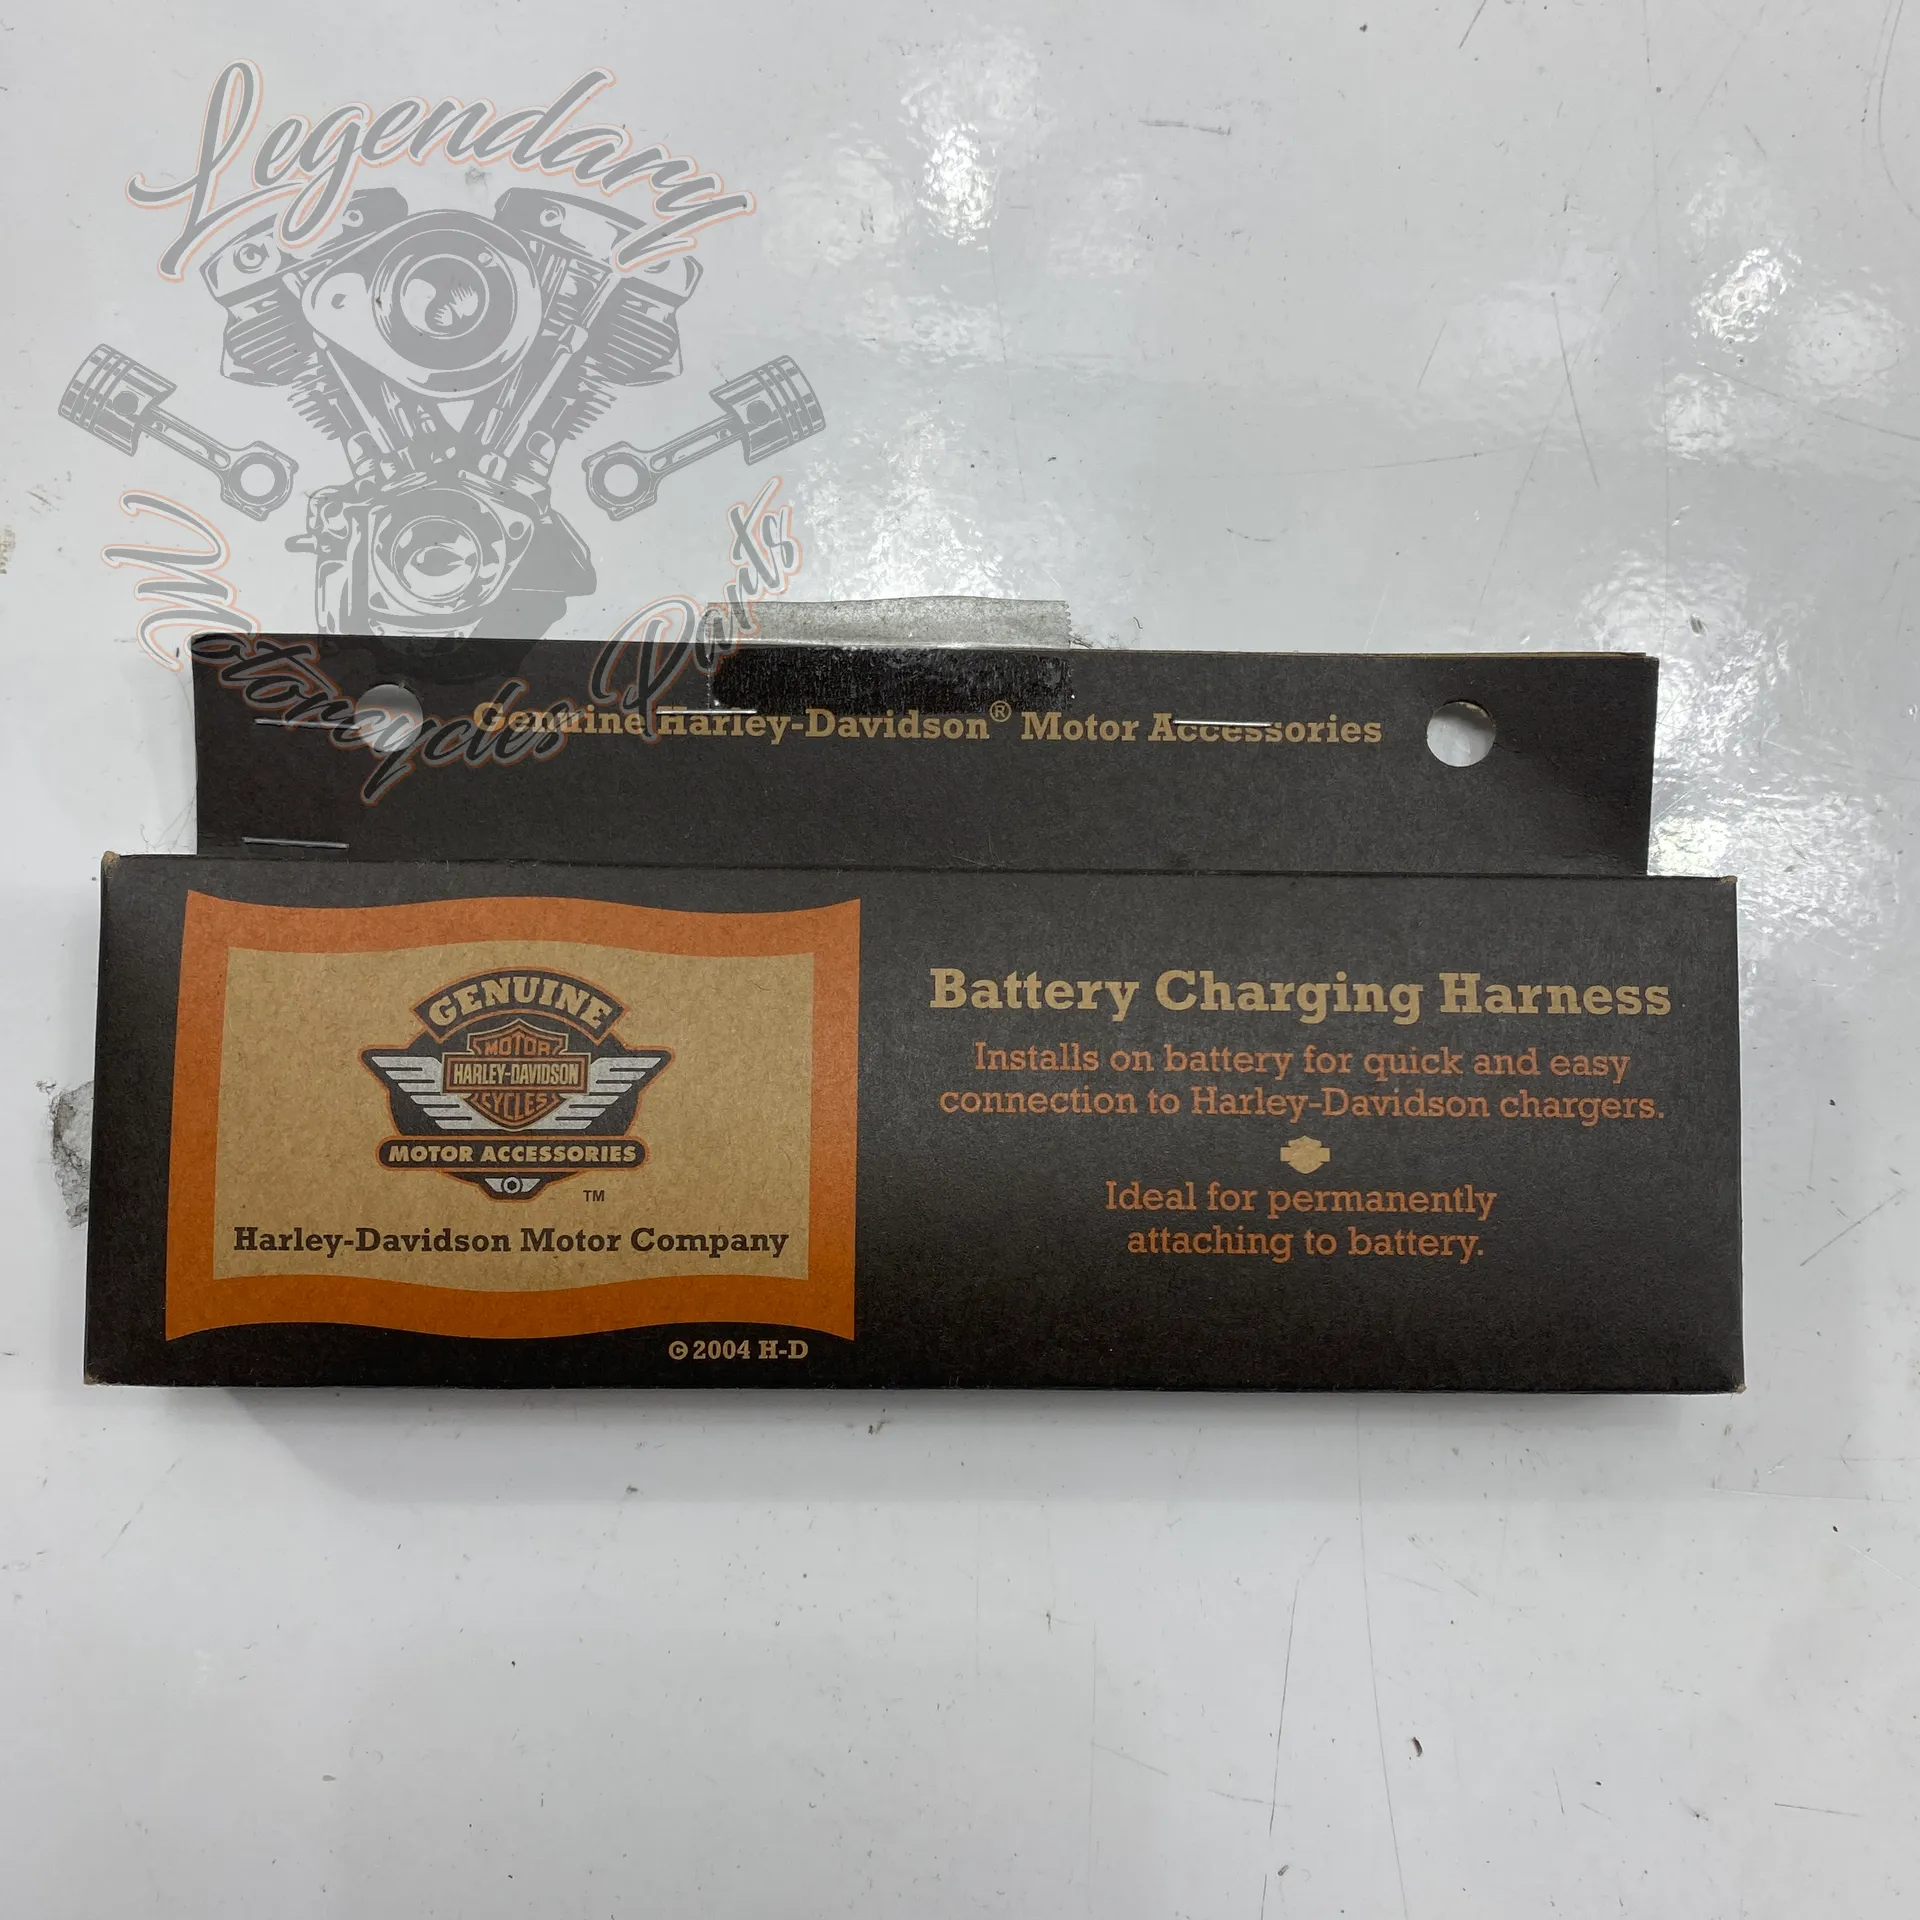 Legendary
Motorcycles Parts
Genuine Harley-Davidson® Motor Accessories
GENUINE
MOTOR
HARLEY-DAVIDSON
CYCLES
MOTOR ACCESSORIES
TM
Harley-Davidson Motor Company
©2004 H-D
Battery Charging Harness
Installs on battery for quick and easy
connection to Harley-Davidson chargers.
Ideal for permanently
attaching to battery.